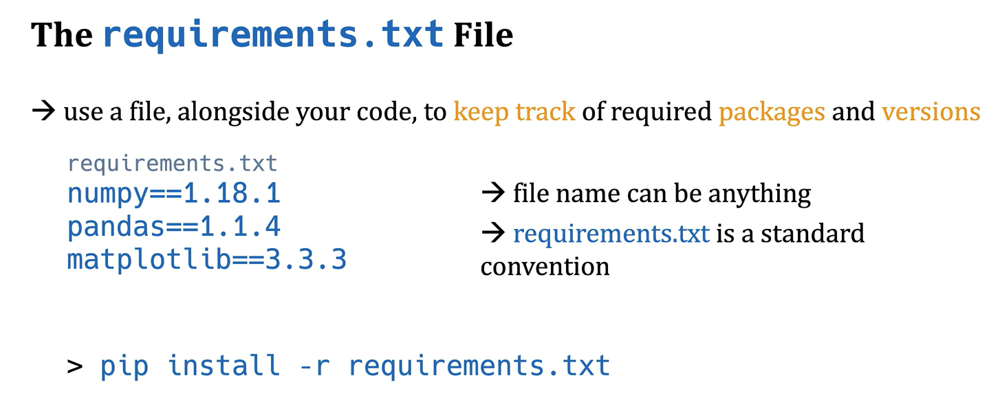 The requirements.txt File
→ use a file, alongside your code, to keep track of required packages and versions
requirements.txt
numpy==1.18.1
pandas==1.1.4
matplotlib==3.3.3
→ file name can be anything
→ requirements.txt is a standard
convention
> pip install -r requirements.txt